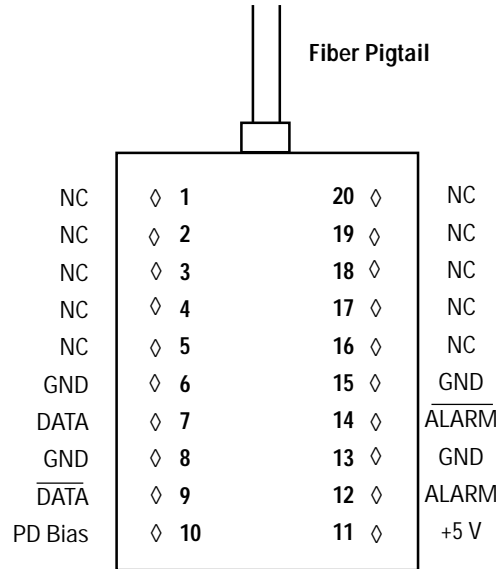 Fiber Pigtail
NC ◊ 1 20 ◊ NC
NC ◊ 2 19 ◊ NC
NC ◊ 3 18 ◊ NC
NC ◊ 4 17 ◊ NC
NC ◊ 5 16 ◊ NC
GND ◊ 6 15 ◊ GND
DATA ◊ 7 14 ◊ A̅L̅A̅R̅M̅
GND ◊ 8 13 ◊ GND
D̅A̅T̅A̅ ◊ 9 12 ◊ ALARM
PD Bias ◊ 10 11 ◊ +5 V